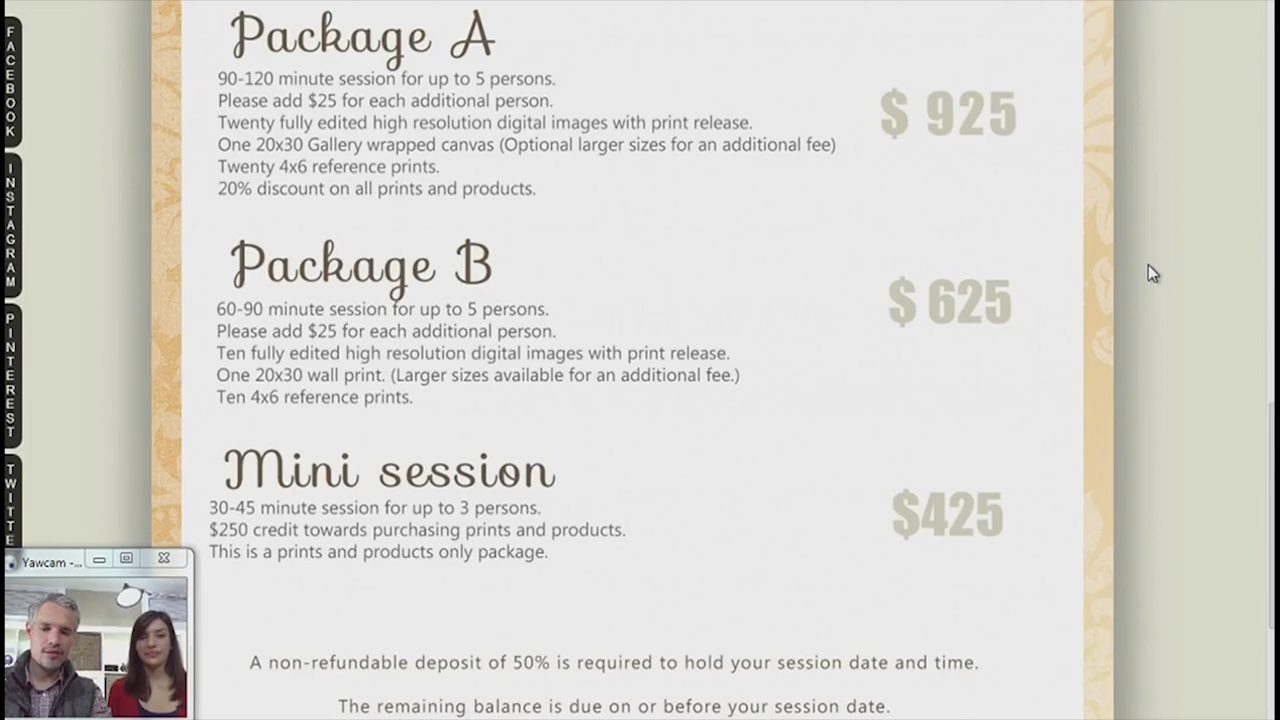 FACEBOOK
INSTAGRAM
PINTEREST
TWITTE
Package A
90-120 minute session for up to 5 persons.
Please add $25 for each additional person.
Twenty fully edited high resolution digital images with print release.
One 20x30 Gallery wrapped canvas (Optional larger sizes for an additional fee)
Twenty 4x6 reference prints.
20% discount on all prints and products.
$ 925
Package B
60-90 minute session for up to 5 persons.
Please add $25 for each additional person.
Ten fully edited high resolution digital images with print release.
One 20x30 wall print. (Larger sizes available for an additional fee.)
Ten 4x6 reference prints.
$ 625
Mini session
30-45 minute session for up to 3 persons.
$250 credit towards purchasing prints and products.
This is a prints and products only package.
$425
Yawcam -...
A non-refundable deposit of 50% is required to hold your session date and time.
The remaining balance is due on or before your session date.